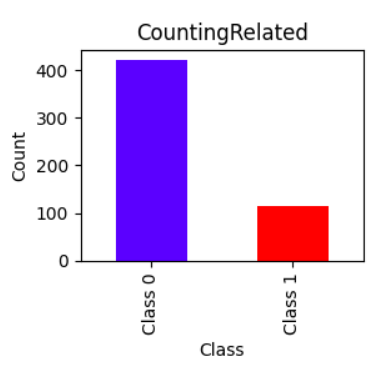 CountingRelated
400
300
200
100
0
Count
Class 0
Class 1
Class